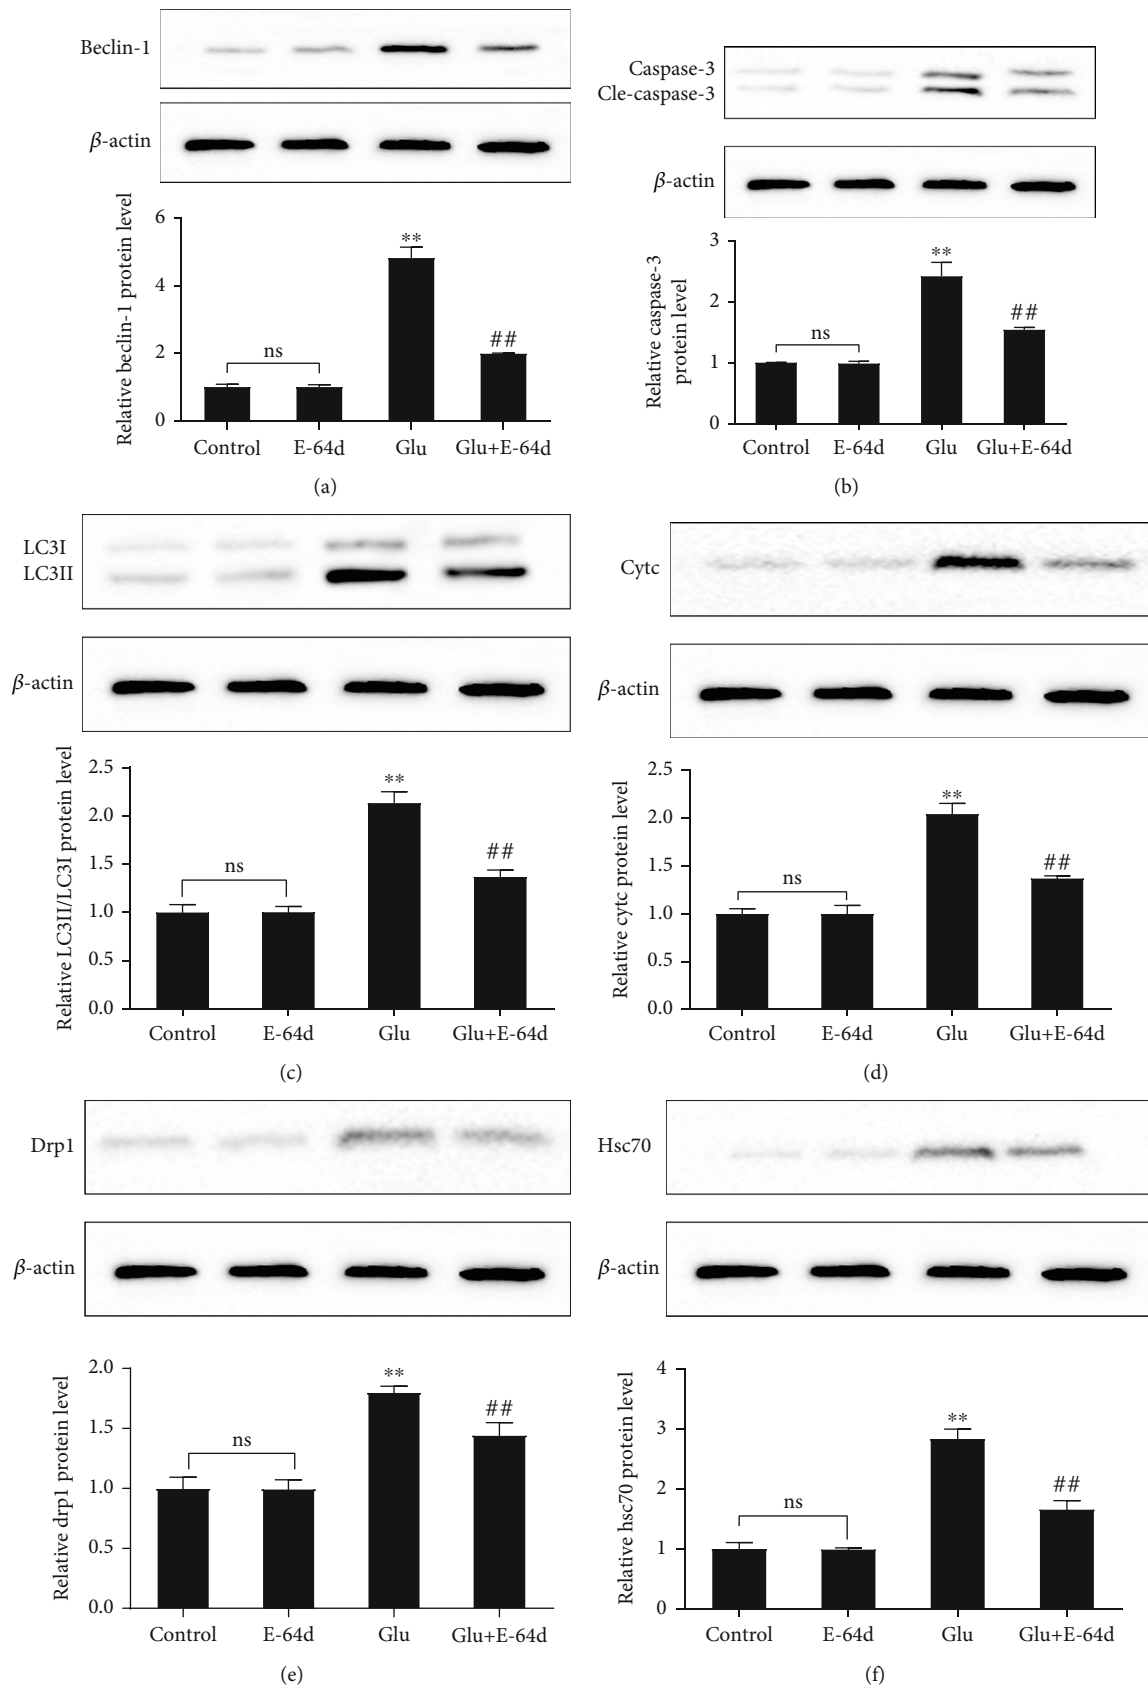 Beclin-1
β-actin
Relative beclin-1 protein level
6
4
2
0
**
##
ns
Control E-64d Glu Glu+E-64d
(a)
Caspase-3
Cle-caspase-3
β-actin
Relative caspase-3
protein level
3
2
1
0
**
##
ns
Control E-64d Glu Glu+E-64d
(b)
LC3I
LC3II
β-actin
Relative LC3II/LC3I protein level
2.5
2.0
1.5
1.0
0.5
0.0
**
##
ns
Control E-64d Glu Glu+E-64d
(c)
Cytc
β-actin
Relative cytc protein level
2.5
2.0
1.5
1.0
0.5
0.0
**
##
ns
Control E-64d Glu Glu+E-64d
(d)
Drp1
β-actin
Relative drp1 protein level
2.0
1.5
1.0
0.5
0.0
**
##
ns
Control E-64d Glu Glu+E-64d
(e)
Hsc70
β-actin
Relative hsc70 protein level
4
3
2
1
0
**
##
ns
Control E-64d Glu Glu+E-64d
(f)